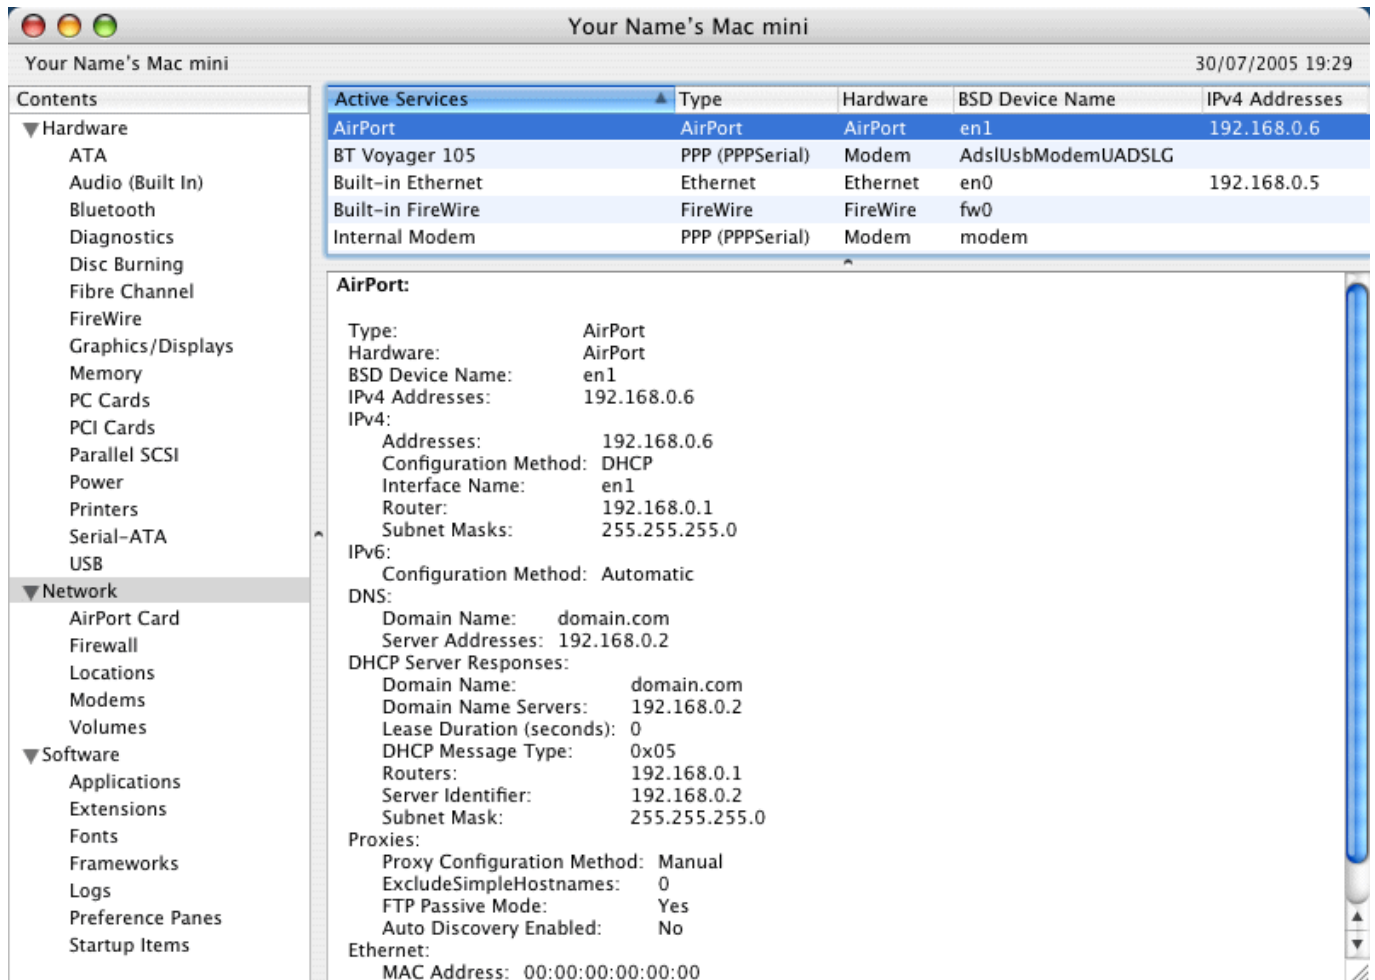 Your Name's Mac mini
Your Name's Mac mini 30/07/2005 19:29
Contents
▼Hardware
ATA
Audio (Built In)
Bluetooth
Diagnostics
Disc Burning
Fibre Channel
FireWire
Graphics/Displays
Memory
PC Cards
PCI Cards
Parallel SCSI
Power
Printers
Serial-ATA
USB
▼Network
AirPort Card
Firewall
Locations
Modems
Volumes
▼Software
Applications
Extensions
Fonts
Frameworks
Logs
Preference Panes
Startup Items
Active Services ▲ Type Hardware BSD Device Name IPv4 Addresses
AirPort AirPort AirPort en1 192.168.0.6
BT Voyager 105 PPP (PPPSerial) Modem AdslUsbModemUADSLG
Built-in Ethernet Ethernet Ethernet en0 192.168.0.5
Built-in FireWire FireWire FireWire fw0
Internal Modem PPP (PPPSerial) Modem modem
AirPort:
Type: AirPort
Hardware: AirPort
BSD Device Name: en1
IPv4 Addresses: 192.168.0.6
IPv4:
Addresses: 192.168.0.6
Configuration Method: DHCP
Interface Name: en1
Router: 192.168.0.1
Subnet Masks: 255.255.255.0
IPv6:
Configuration Method: Automatic
DNS:
Domain Name: domain.com
Server Addresses: 192.168.0.2
DHCP Server Responses:
Domain Name: domain.com
Domain Name Servers: 192.168.0.2
Lease Duration (seconds): 0
DHCP Message Type: 0x05
Routers: 192.168.0.1
Server Identifier: 192.168.0.2
Subnet Mask: 255.255.255.0
Proxies:
Proxy Configuration Method: Manual
ExcludeSimpleHostnames: 0
FTP Passive Mode: Yes
Auto Discovery Enabled: No
Ethernet:
MAC Address: 00:00:00:00:00:00